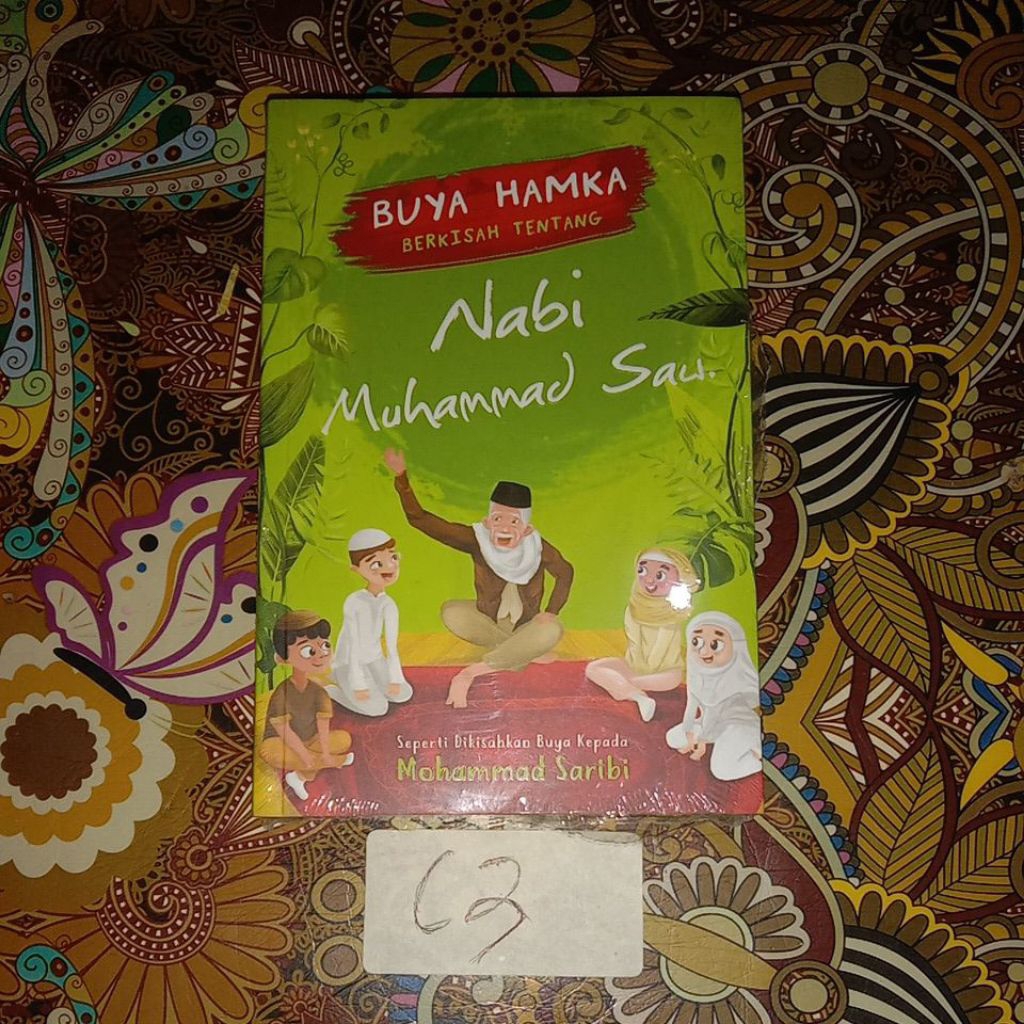 BUYA HAMKA
BERKISAH TENTANG
Nabi
Muhammad Saw.
Seperti Dikisahkan Buya Kepada
Mohammad Saribi
63